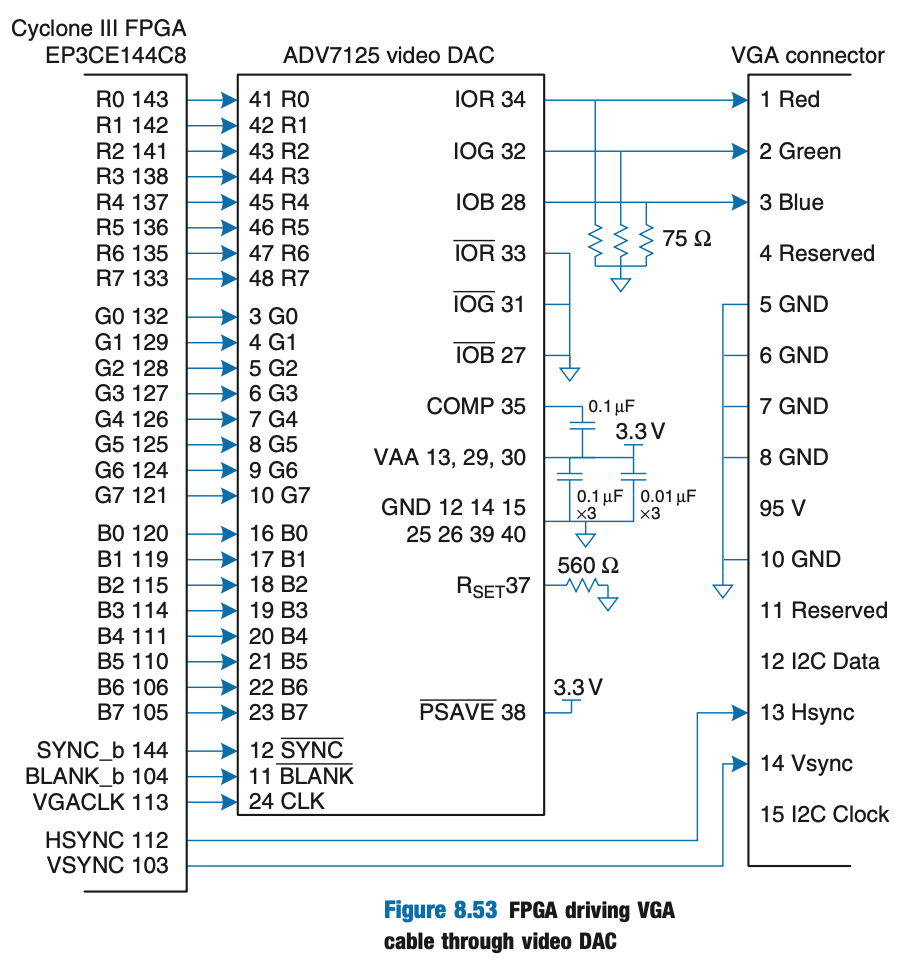 Cyclone III FPGA
EP3CE144C8
ADV7125 video DAC
VGA connector
R0 143
R1 142
R2 141
R3 138
R4 137
R5 136
R6 135
R7 133
G0 132
G1 129
G2 128
G3 127
G4 126
G5 125
G6 124
G7 121
B0 120
B1 119
B2 115
B3 114
B4 111
B5 110
B6 106
B7 105
SYNC_b 144
BLANK_b 104
VGACLK 113
HSYNC 112
VSYNC 103
41 R0
42 R1
43 R2
44 R3
45 R4
46 R5
47 R6
48 R7
3 G0
4 G1
5 G2
6 G3
7 G4
8 G5
9 G6
10 G7
16 B0
17 B1
18 B2
19 B3
20 B4
21 B5
22 B6
23 B7
12 SYNC
11 BLANK
24 CLK
IOR 34
IOG 32
IOB 28
IOR 33
IOG 31
IOB 27
COMP 35
VAA 13, 29, 30
GND 12 14 15
25 26 39 40
RSET37
PSAVE 38
75 Ω
0.1 µF
3.3 V
0.1 µF
×3
0.01 µF
×3
560 Ω
3.3 V
1 Red
2 Green
3 Blue
4 Reserved
5 GND
6 GND
7 GND
8 GND
95 V
10 GND
11 Reserved
12 I2C Data
13 Hsync
14 Vsync
15 I2C Clock
Figure 8.53 FPGA driving VGA
cable through video DAC